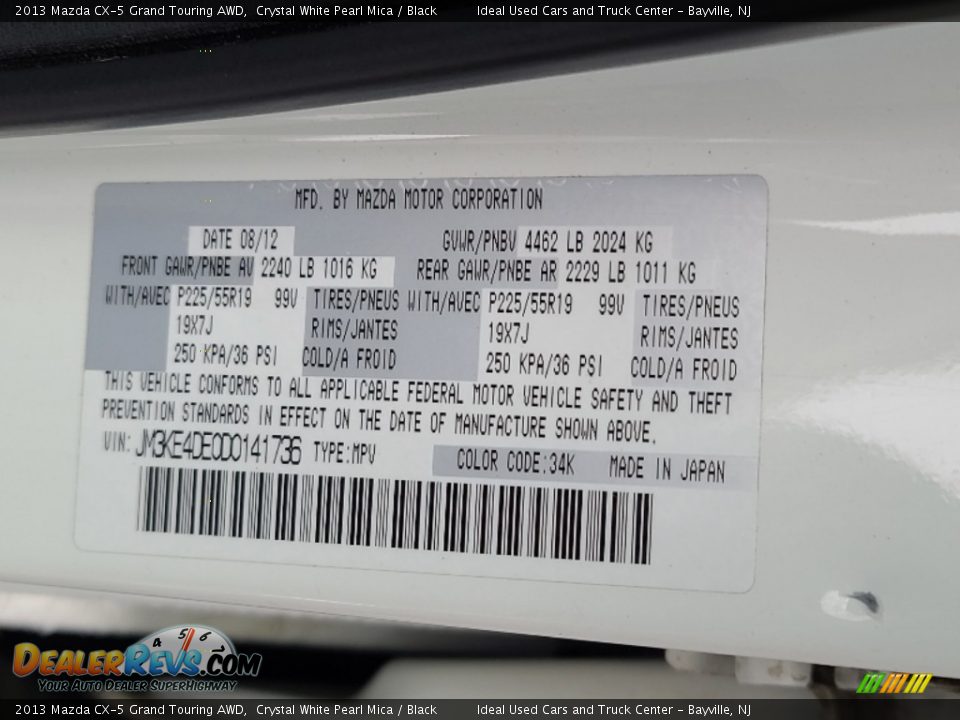 2013 Mazda CX-5 Grand Touring AWD, Crystal White Pearl Mica / Black Ideal Used Cars and Truck Center - Bayville, NJ
MFD. BY MAZDA MOTOR CORPORATION
DATE 08/12 GVWR/PNBV 4462 LB 2024 KG
FRONT GAWR/PNBE AV 2240 LB 1016 KG REAR GAWR/PNBE AR 2229 LB 1011 KG
WITH/AVEC P225/55R19 99V TIRES/PNEUS WITH/AVEC P225/55R19 99V TIRES/PNEUS
19X7J RIMS/JANTES 19X7J RIMS/JANTES
250 KPA/36 PSI COLD/A FROID 250 KPA/36 PSI COLD/A FROID
THIS VEHICLE CONFORMS TO ALL APPLICABLE FEDERAL MOTOR VEHICLE SAFETY AND THEFT
PREVENTION STANDARDS IN EFFECT ON THE DATE OF MANUFACTURE SHOWN ABOVE.
VIN: JM3KE4DE0D0141736 TYPE:MPV COLOR CODE:34K MADE IN JAPAN
4 5 6
DEALERREVS.COM
YOUR AUTO DEALER SUPERHIGHWAY
2013 Mazda CX-5 Grand Touring AWD, Crystal White Pearl Mica / Black Ideal Used Cars and Truck Center - Bayville, NJ